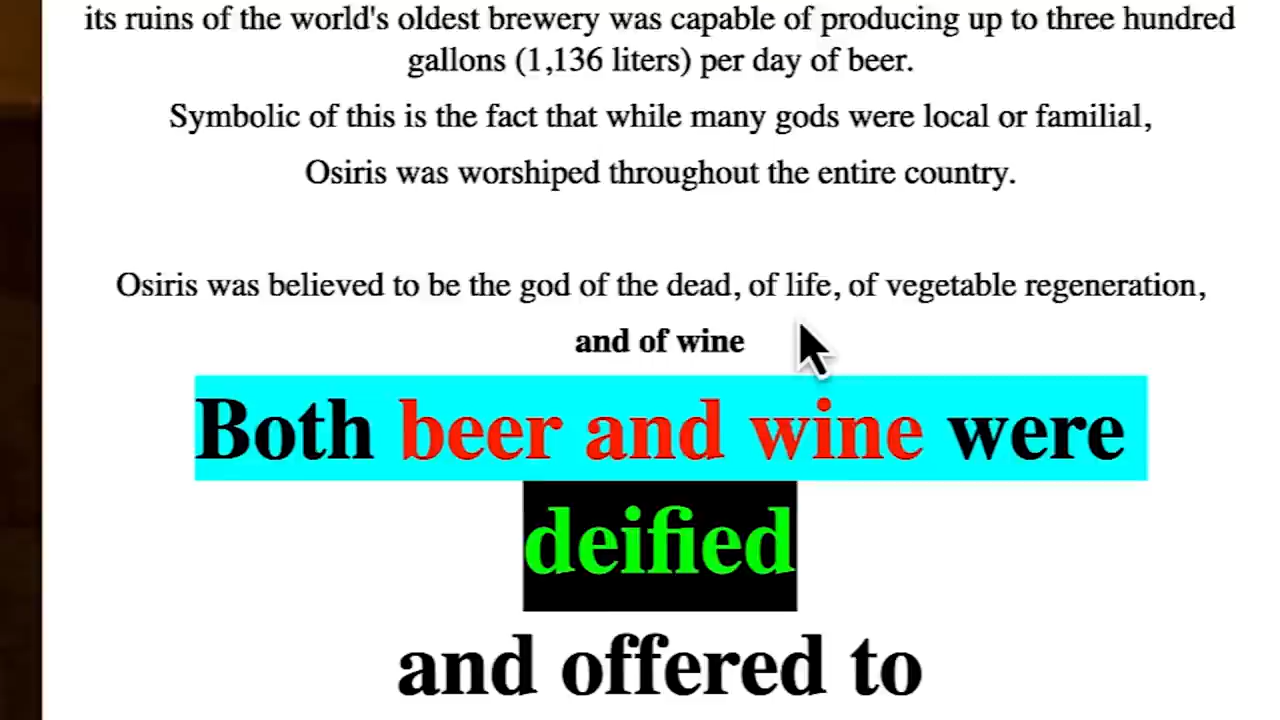 its ruins of the world's oldest brewery was capable of producing up to three hundred
gallons (1,136 liters) per day of beer.
Symbolic of this is the fact that while many gods were local or familial,
Osiris was worshiped throughout the entire country.
Osiris was believed to be the god of the dead, of life, of vegetable regeneration,
and of wine
Both beer and wine were
deified
and offered to